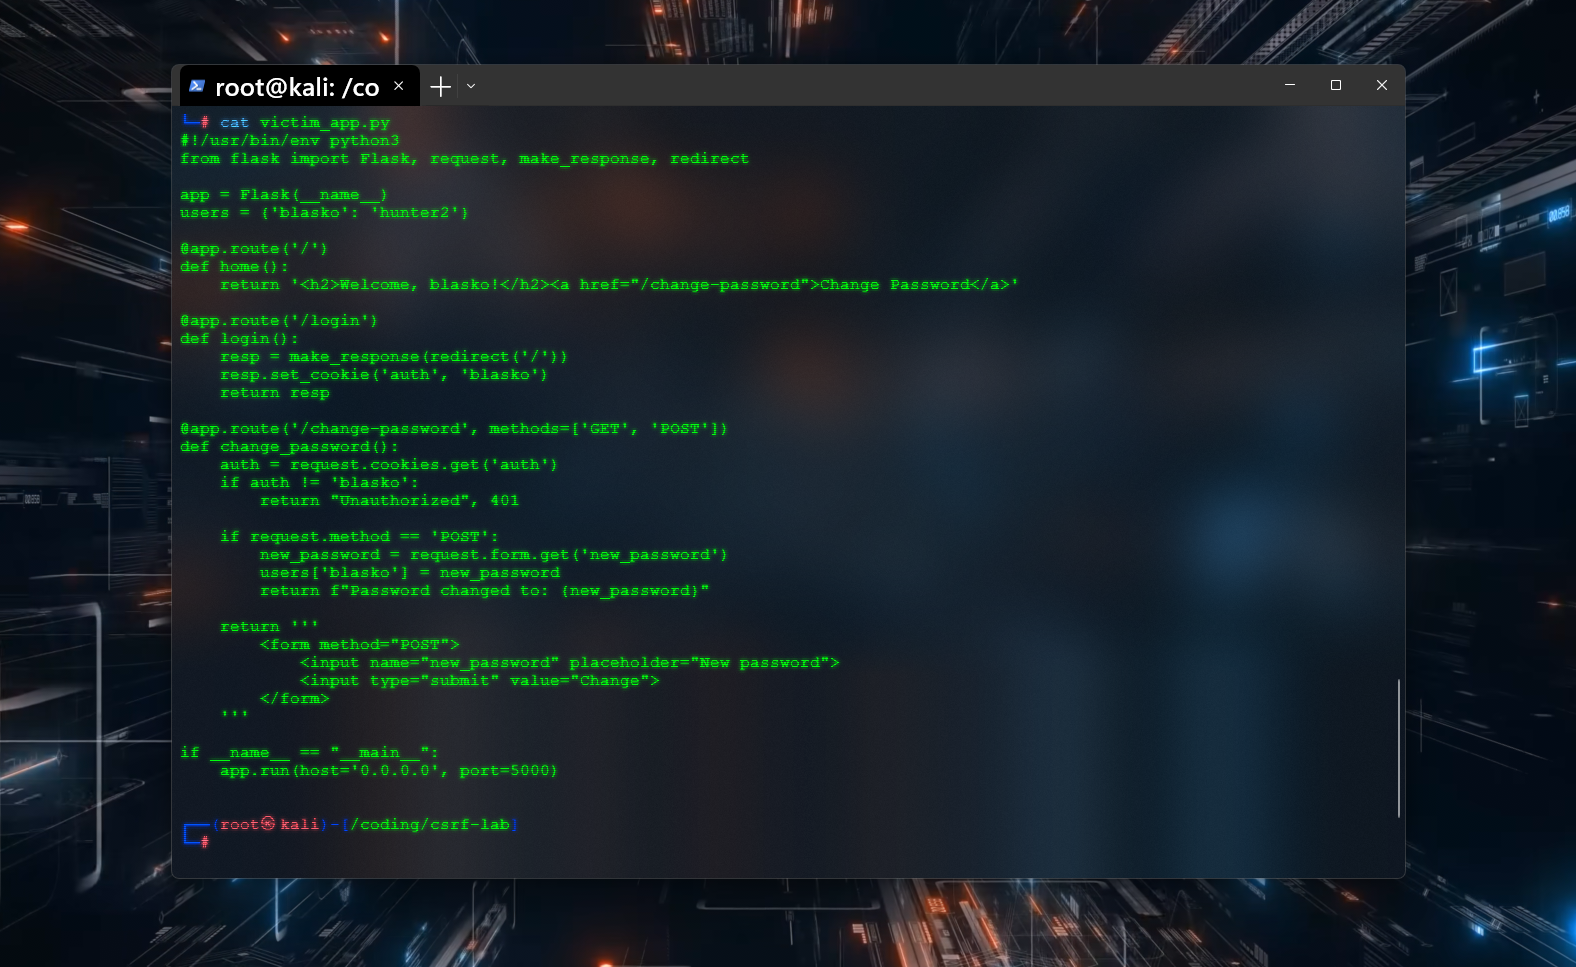 root@kali: /co
└─# cat victim_app.py
#!/usr/bin/env python3
from flask import Flask, request, make_response, redirect
app = Flask(__name__)
users = {'blasko': 'hunter2'}
@app.route('/')
def home():
    return '<h2>Welcome, blasko!</h2><a href="/change-password">Change Password</a>'
@app.route('/login')
def login():
    resp = make_response(redirect('/'))
    resp.set_cookie('auth', 'blasko')
    return resp
@app.route('/change-password', methods=['GET', 'POST'])
def change_password():
    auth = request.cookies.get('auth')
    if auth != 'blasko':
        return "Unauthorized", 401
    if request.method == 'POST':
        new_password = request.form.get('new_password')
        users['blasko'] = new_password
        return f"Password changed to: {new_password}"
    return '''
        <form method="POST">
            <input name="new_password" placeholder="New password">
            <input type="submit" value="Change">
        </form>
    '''
if __name__ == "__main__":
    app.run(host='0.0.0.0', port=5000)
┌──(root㉿kali)-[/coding/csrf-lab]
└─#